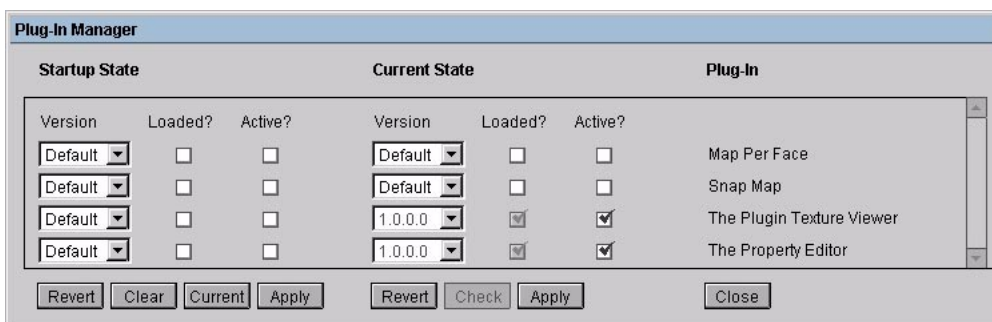 Plug-In Manager
Startup State Current State Plug-In
Version Loaded? Active? Version Loaded? Active?
Default Default Map Per Face
Default Default Snap Map
Default 1.0.0.0 The Plugin Texture Viewer
Default 1.0.0.0 The Property Editor
Revert Clear Current Apply Revert Check Apply Close